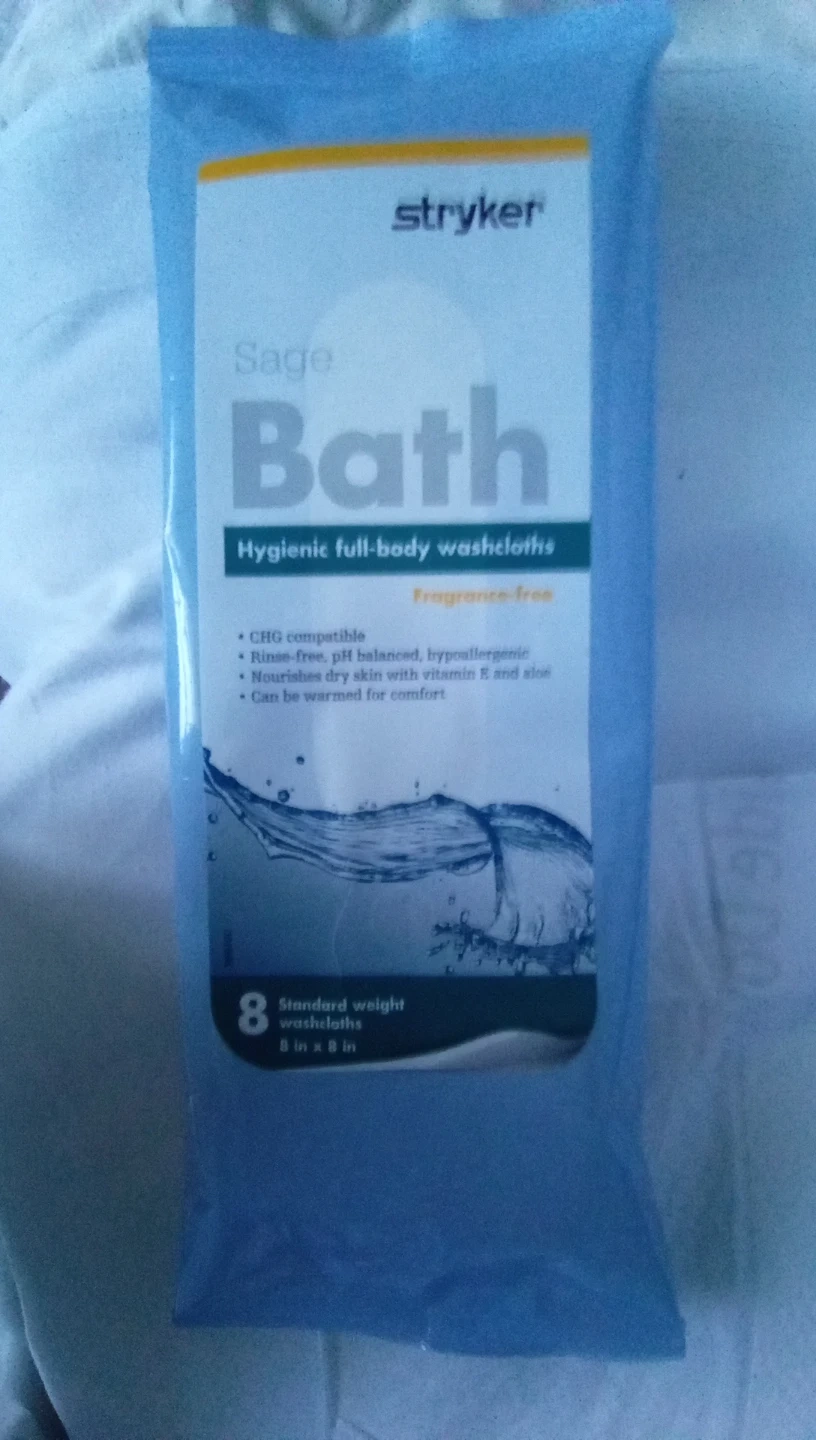 stryker
Sage
Bath
Hygienic full-body washcloths
Fragrance-free
• CHG compatible
• Rinse-free, pH balanced, hypoallergenic
• Nourishes dry skin with vitamin E and aloe
• Can be warmed for comfort
8 Standard weight
washcloths
8 in x 8 in